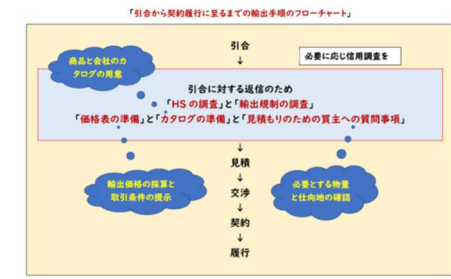 「引合から契約履行に至るまでの輸出手順のフローチャート」
引合
必要に応じ信用調査を
↓
商品と会社のカ
タログの用意
引合に対する返信のため
「HSの調査」と「輸出規制の調査」
「価格表の準備」と「カタログの準備」と「見積もりのための買主への質問事項」
↓
見積
輸出価格の採算と
取引条件の提示
必要とする物量
と仕向地の確認
↓
交渉
↓
契約
↓
履行